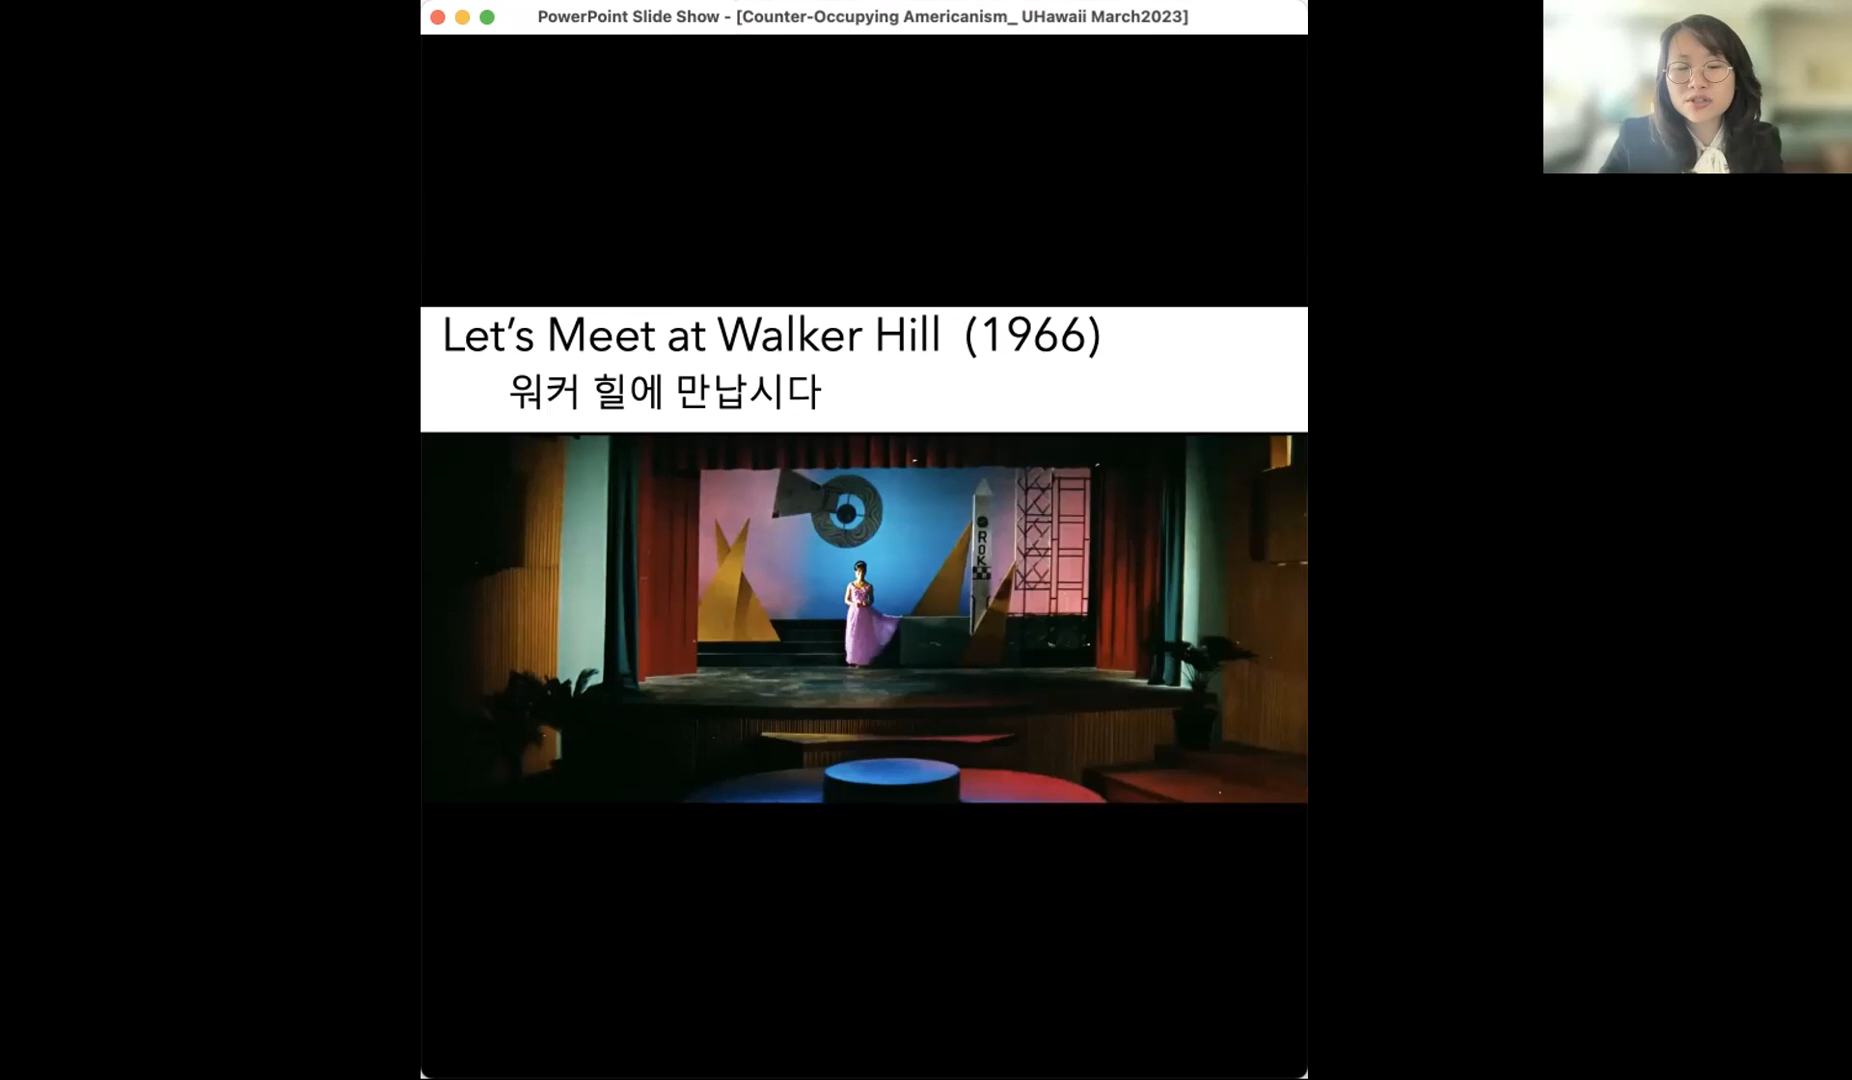 PowerPoint Slide Show - [Counter-Occupying Americanism_ UHawaii March2023]
Let's Meet at Walker Hill (1966)
워커 힐에 만납시다
ROK